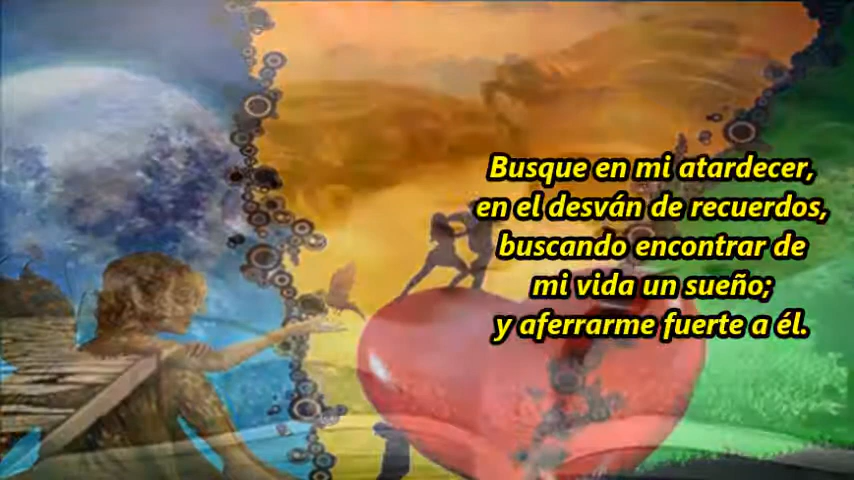 Busque en mi atardecer,
en el desván de recuerdos,
buscando encontrar de
mi vida un sueño;
y aferrarme fuerte a él.